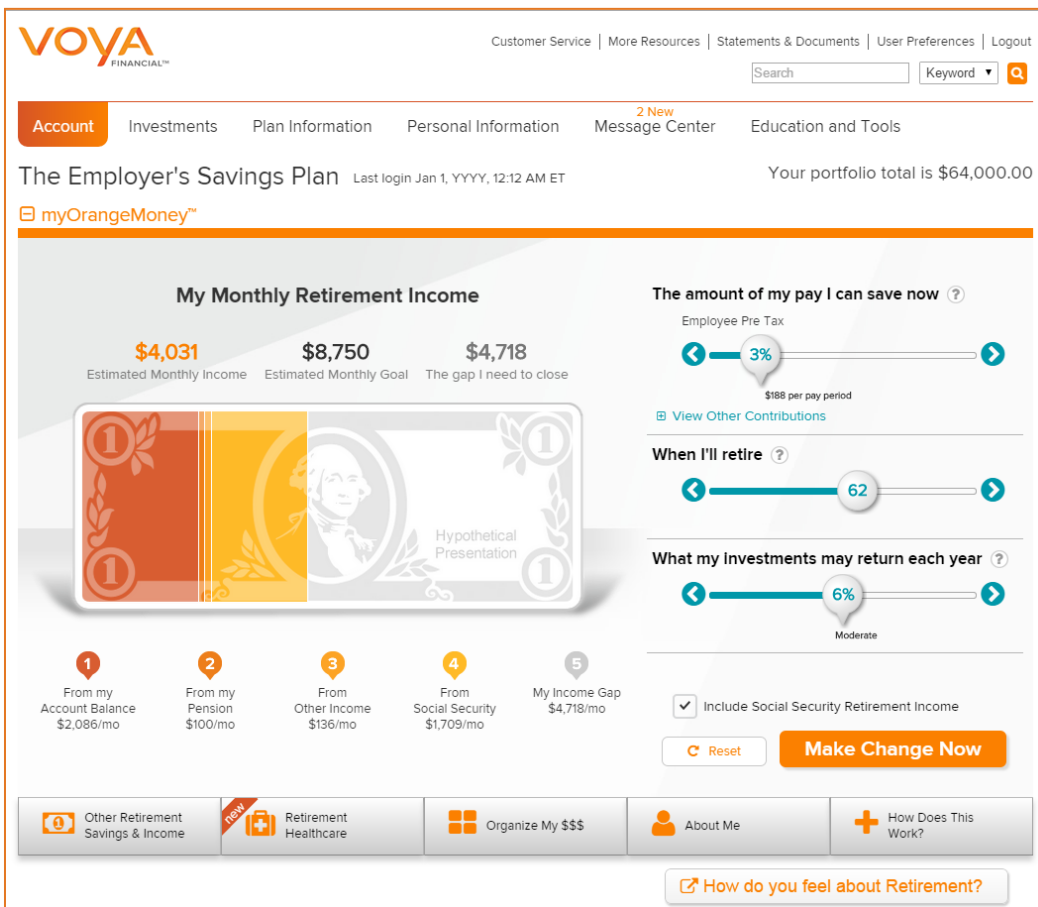 VOYA
FINANCIAL™
Customer Service | More Resources | Statements & Documents | User Preferences | Logout
Search
Keyword
Account
Investments
Plan Information
Personal Information
2 New
Message Center
Education and Tools
The Employer's Savings Plan
Last login Jan 1, YYYY, 12:12 AM ET
Your portfolio total is $64,000.00
myOrangeMoney™
My Monthly Retirement Income
$4,031
Estimated Monthly Income
$8,750
Estimated Monthly Goal
$4,718
The gap I need to close
1
1
1
1
Hypothetical
Presentation
1
From my
Account Balance
$2,086/mo
2
From my
Pension
$100/mo
3
From
Other Income
$136/mo
4
From
Social Security
$1,709/mo
5
My Income Gap
$4,718/mo
The amount of my pay I can save now ?
Employee Pre Tax
3%
$188 per pay period
View Other Contributions
When I'll retire ?
62
What my investments may return each year ?
6%
Moderate
Include Social Security Retirement Income
Reset
Make Change Now
1
Other Retirement
Savings & Income
new
Retirement
Healthcare
Organize My $$$
About Me
How Does This
Work?
How do you feel about Retirement?